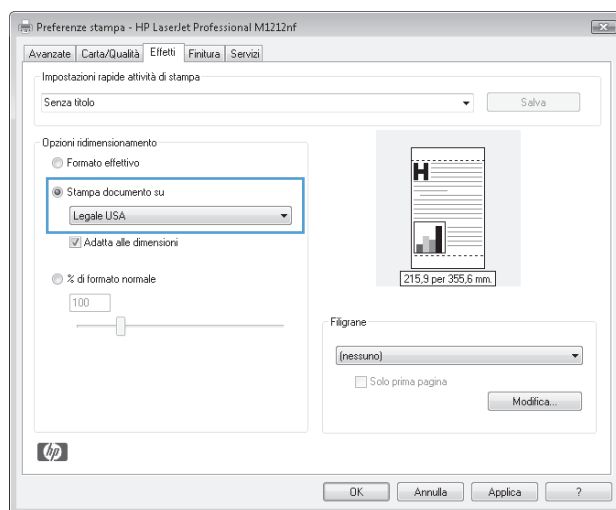 Preferenze stampa - HP LaserJet Professional M1212nf
Avanzate Carta/Qualità Effetti Finitura Servizi
Impostazioni rapide attività di stampa
Senza titolo
Salva
Opzioni ridimensionamento
Formato effettivo
Stampa documento su
Legale USA
Adatta alle dimensioni
% di formato normale
100
H
215,9 per 355,6 mm.
Filigrane
(nessuno)
Solo prima pagina
Modifica...
hp
OK Annulla Applica ?